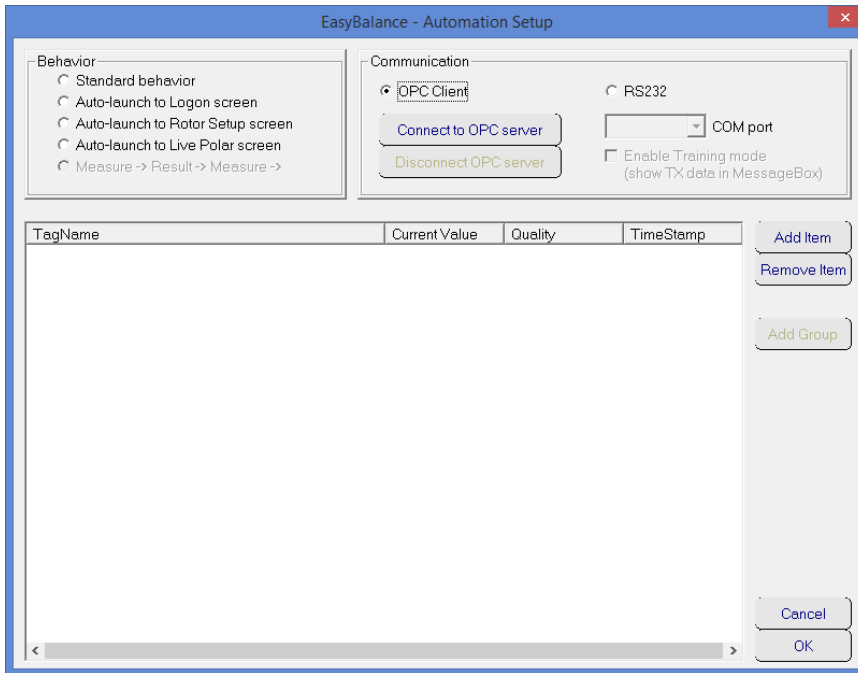 EasyBalance - Automation Setup
Behavior
Standard behavior
Auto-launch to Logon screen
Auto-launch to Rotor Setup screen
Auto-launch to Live Polar screen
Measure -> Result -> Measure ->
Communication
OPC Client
RS232
Connect to OPC server
COM port
Disconnect OPC server
Enable Training mode
(show TX data in MessageBox)
TagName Current Value Quality TimeStamp
Add Item
Remove Item
Add Group
Cancel
OK